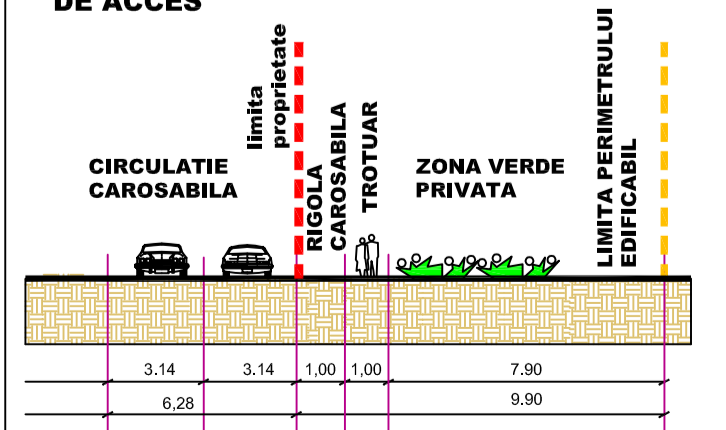 DE ACCES
limita
proprietate
CIRCULATIE
CAROSABILA
RIGOLA
CAROSABILA
TROTUAR
ZONA VERDE
PRIVATA
LIMITA PERIMETRULUI
EDIFICABIL
3.14
3.14
1,00
1,00
7.90
6,28
9.90